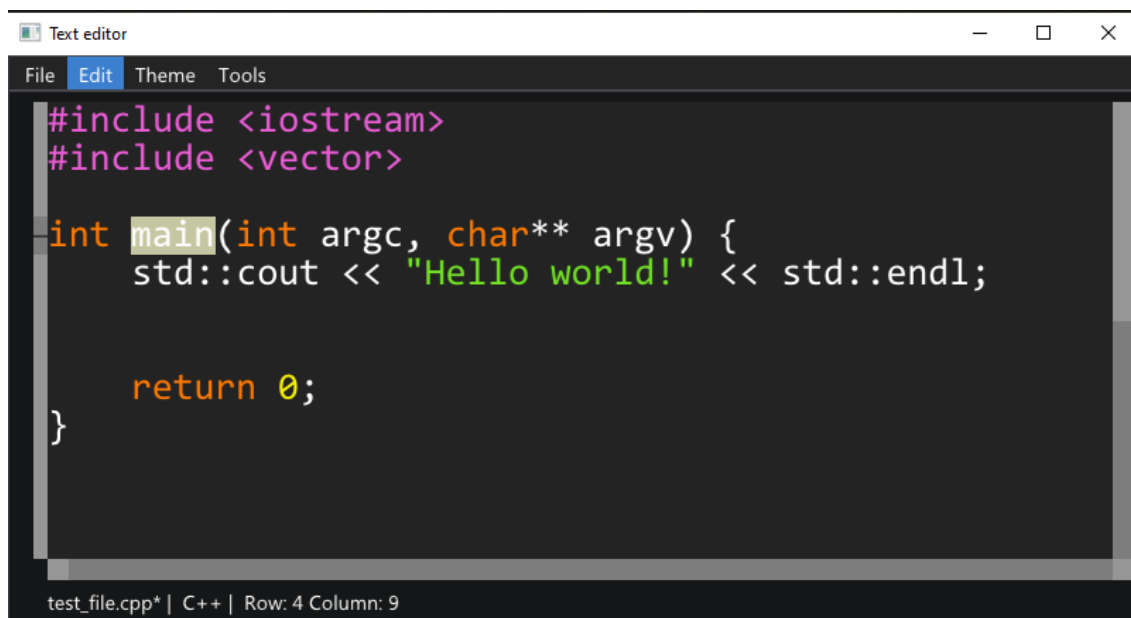 Text editor
File Edit Theme Tools
#include <iostream>
#include <vector>
int main(int argc, char** argv) {
    std::cout << "Hello world!" << std::endl;
    return 0;
}
test_file.cpp* | C++ | Row: 4 Column: 9